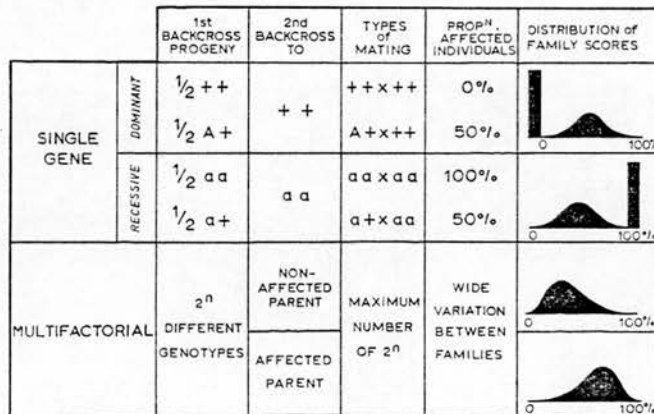 1st BACKCROSS PROGENY
2nd BACKCROSS TO
TYPES of MATING
PROPᴺ. AFFECTED INDIVIDUALS
DISTRIBUTION of FAMILY SCORES
SINGLE GENE
DOMINANT
½ ++
½ A+
+ +
++x++
A+x++
0%
50%
0 100%
RECESSIVE
½ aa
½ a+
aa
aaxaa
a+xaa
100%
50%
0 100%
MULTIFACTORIAL
2ⁿ DIFFERENT GENOTYPES
NON-AFFECTED PARENT
AFFECTED PARENT
MAXIMUM NUMBER OF 2ⁿ
WIDE VARIATION BETWEEN FAMILIES
0 100%
0 100%